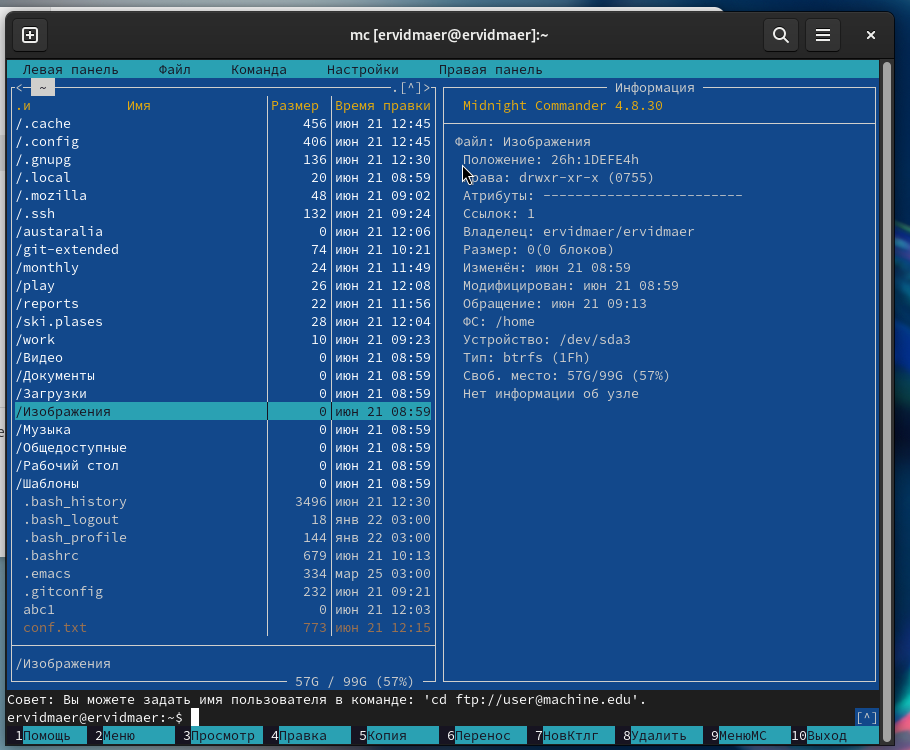 mc [ervidmaer@ervidmaer]:~
Левая панель Файл Команда Настройки Правая панель
<─ ~ .[^]>
.и Имя Размер Время правки
/.cache 456 июн 21 12:45
/.config 406 июн 21 12:45
/.gnupg 136 июн 21 12:30
/.local 20 июн 21 08:59
/.mozilla 48 июн 21 09:02
/.ssh 132 июн 21 09:24
/austaralia 0 июн 21 12:06
/git-extended 74 июн 21 10:21
/monthly 24 июн 21 11:49
/play 26 июн 21 12:08
/reports 22 июн 21 11:56
/ski.plases 28 июн 21 12:04
/work 10 июн 21 09:23
/Видео 0 июн 21 08:59
/Документы 0 июн 21 08:59
/Загрузки 0 июн 21 08:59
/Изображения 0 июн 21 08:59
/Музыка 0 июн 21 08:59
/Общедоступные 0 июн 21 08:59
/Рабочий стол 0 июн 21 08:59
/Шаблоны 0 июн 21 08:59
.bash_history 3496 июн 21 12:30
.bash_logout 18 янв 22 03:00
.bash_profile 144 янв 22 03:00
.bashrc 679 июн 21 10:13
.emacs 334 мар 25 03:00
.gitconfig 232 июн 21 09:21
abc1 0 июн 21 12:03
conf.txt 773 июн 21 12:15
/Изображения
57G / 99G (57%)
Информация
Midnight Commander 4.8.30
Файл: Изображения
Положение: 26h:1DEFE4h
рава: drwxr-xr-x (0755)
Атрибуты: -------------------------
Ссылок: 1
Владелец: ervidmaer/ervidmaer
Размер: 0(0 блоков)
Изменён: июн 21 08:59
Модифицирован: июн 21 08:59
Обращение: июн 21 09:13
ФС: /home
Устройство: /dev/sda3
Тип: btrfs (1Fh)
Своб. место: 57G/99G (57%)
Нет информации об узле
Совет: Вы можете задать имя пользователя в команде: 'cd ftp://user@machine.edu'.
ervidmaer@ervidmaer:~$ [^]
1Помощь 2Меню 3Просмотр 4Правка 5Копия 6Перенос 7НовКтлг 8Удалить 9МенюМС 10Выход